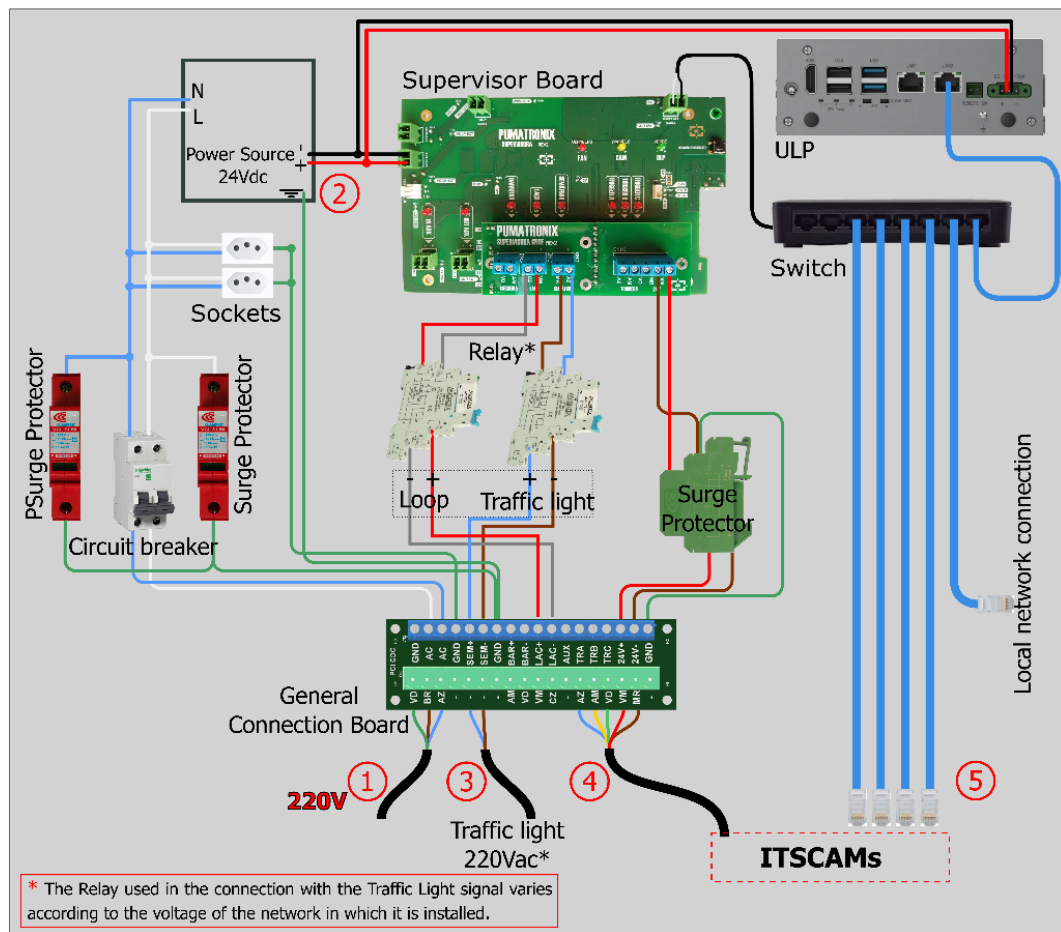 N
L
Power Source
24Vdc
-
+
2
Supervisor Board
PUMATRONIX
SUPERVISORA
FAN
CAM
ULP
PUMATRONIX
ULP
Switch
Sockets
PSurge Protector
Surge Protector
Circuit breaker
Relay*
- +
+ -
Loop
Traffic light
Surge
Protector
Local network connection
GND AC AC GND SEM+ SEM- GND BAR+ BAR- LAC+ LAC- AUX TRA TRB TRC 24V+ 24V- GND
VD BR AZ - - - - AM VD VM CZ - AZ AM VD VM MR -
General
Connection Board
1
3
4
5
220V
Traffic light
220Vac*
ITSCAMs
* The Relay used in the connection with the Traffic Light signal varies
according to the voltage of the network in which it is installed.